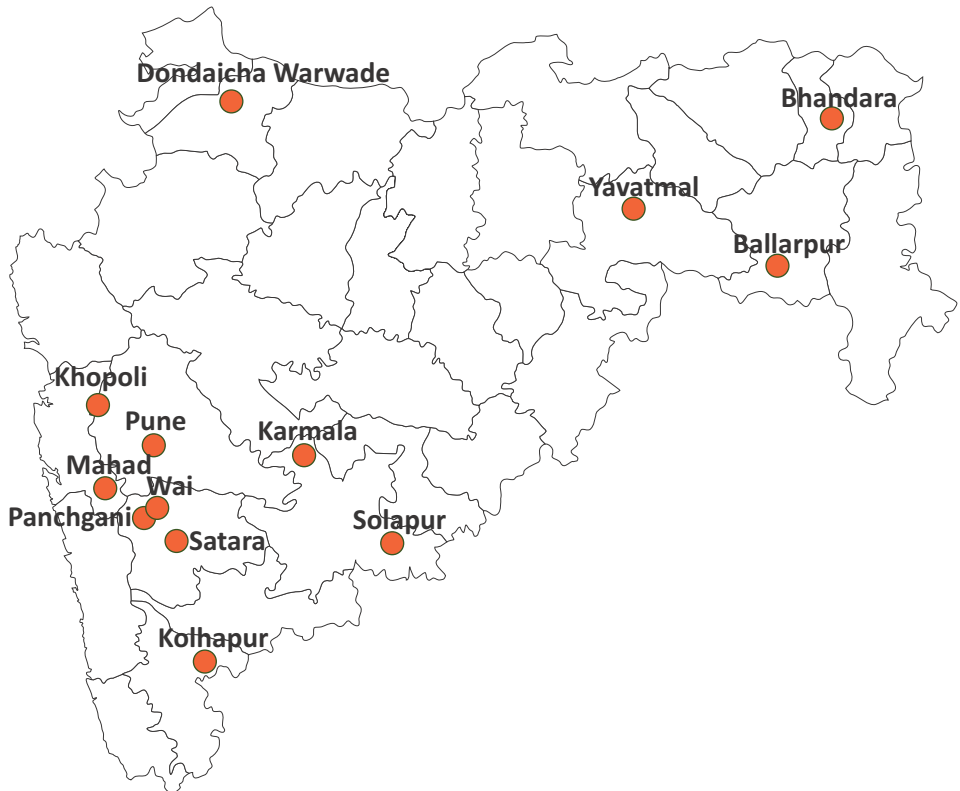 Dondaicha Warwade
Bhandara
Yavatmal
Ballarpur
Khopoli
Pune
Karmala
Mahad
Wai
Panchgani
Solapur
Satara
Kolhapur